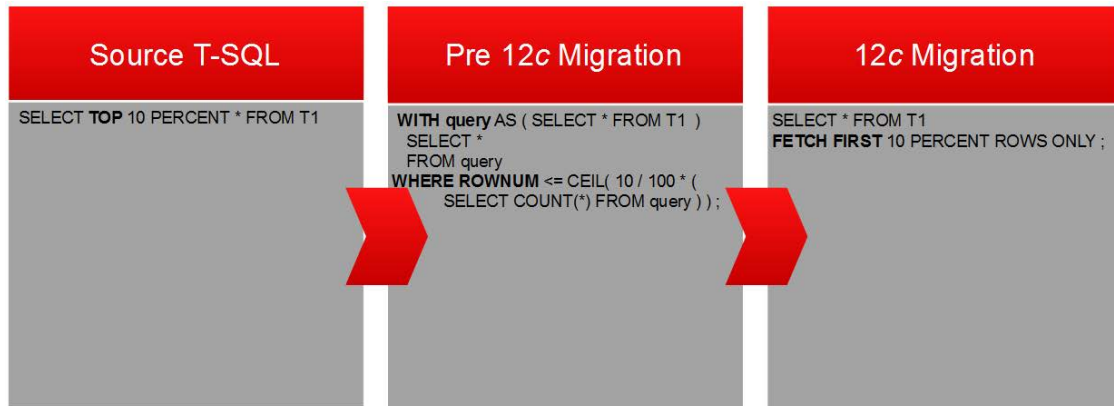 Source T-SQL
SELECT TOP 10 PERCENT * FROM T1
Pre 12c Migration
WITH query AS ( SELECT * FROM T1 )
SELECT *
FROM query
WHERE ROWNUM <= CEIL( 10 / 100 * (
SELECT COUNT(*) FROM query ) ) ;
12c Migration
SELECT * FROM T1
FETCH FIRST 10 PERCENT ROWS ONLY ;